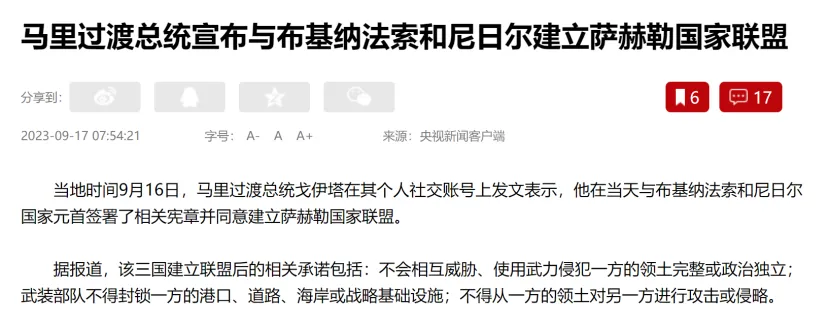 马里过渡总统宣布与布基纳法索和尼日尔建立萨赫勒国家联盟
分享到:
6
17
2023-09-17 07:54:21 字号: A- A A+ 来源: 央视新闻客户端
当地时间9月16日，马里过渡总统戈伊塔在其个人社交账号上发文表示，他在当天与布基纳法索和尼日尔
国家元首签署了相关宪章并同意建立萨赫勒国家联盟。
据报道，该三国建立联盟后的相关承诺包括：不会相互威胁、使用武力侵犯一方的领土完整或政治独立；
武装部队不得封锁一方的港口、道路、海岸或战略基础设施；不得从一方的领土对另一方进行攻击或侵略。